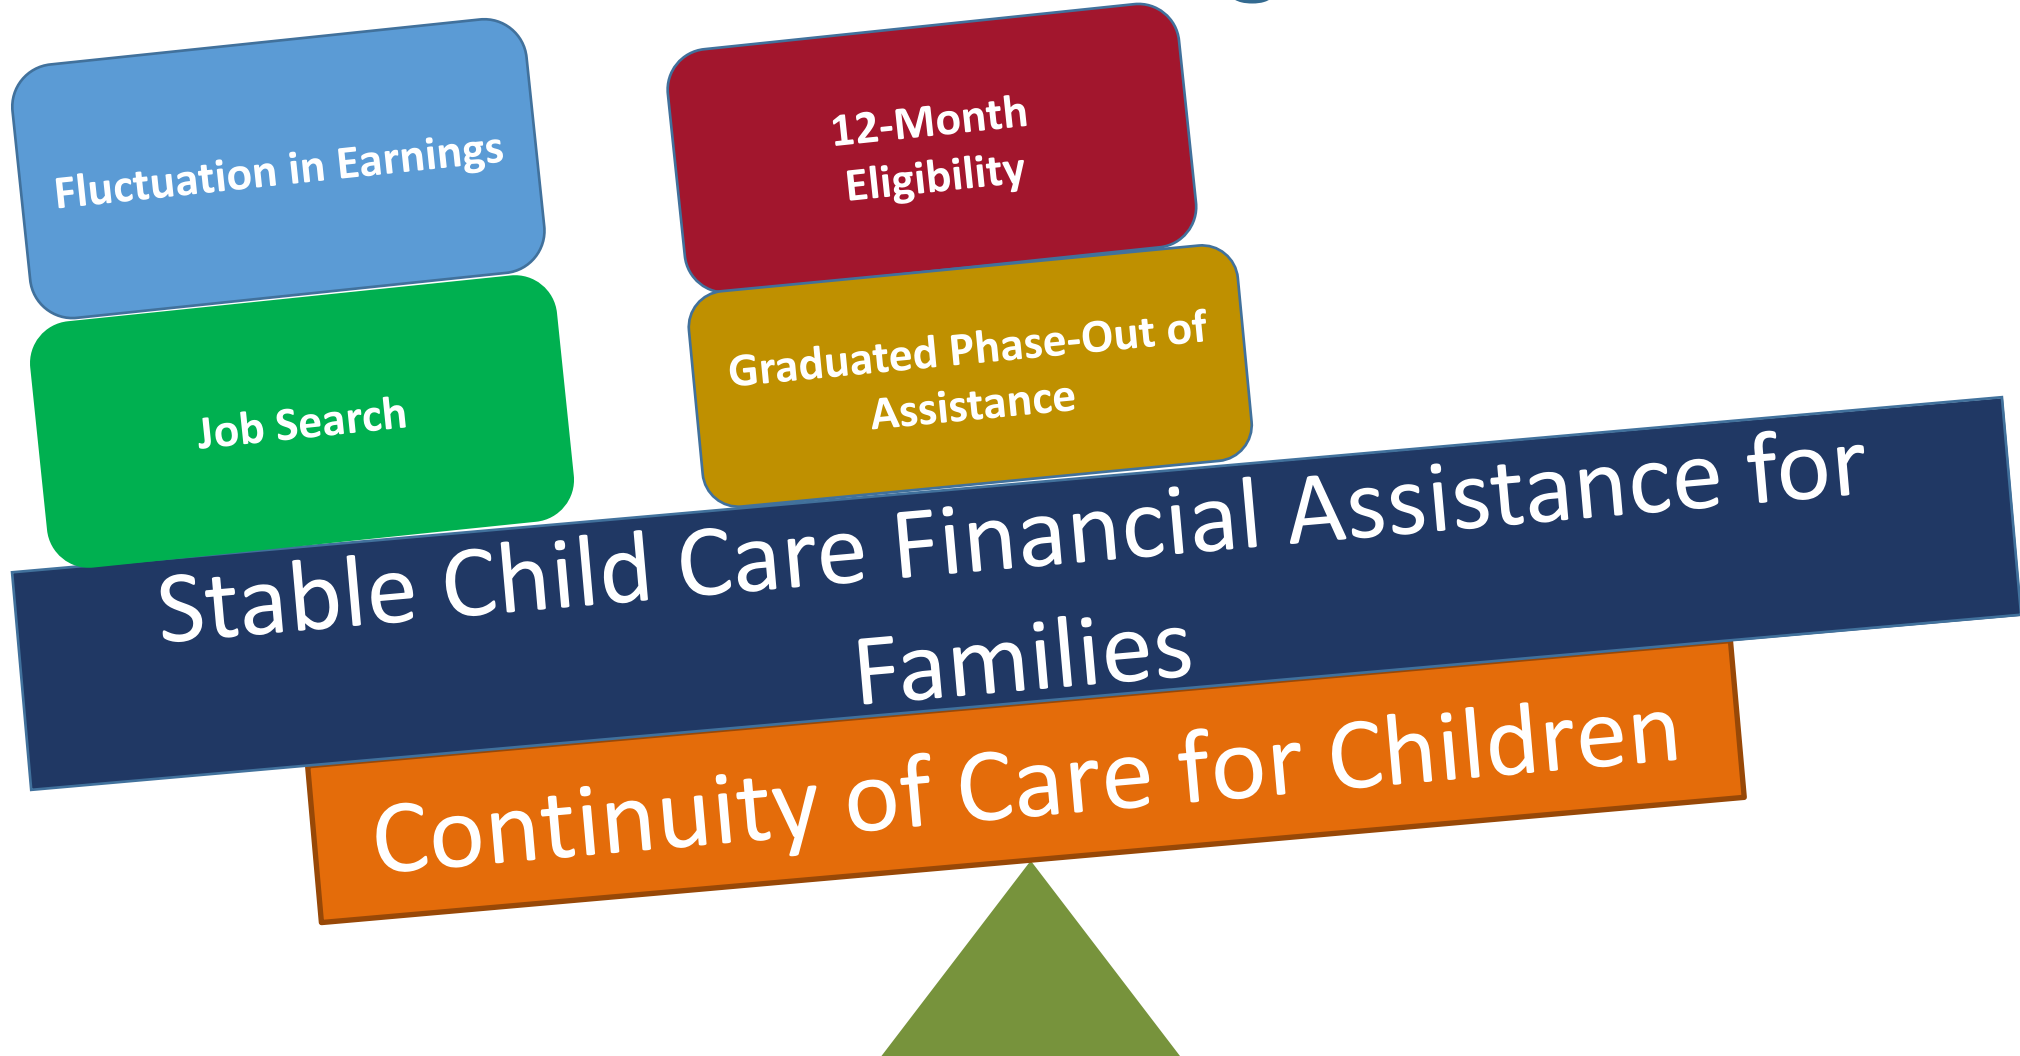 Fluctuation in Earnings
12-Month
Eligibility
Job Search
Graduated Phase-Out of
Assistance
Stable Child Care Financial Assistance for
Families
Continuity of Care for Children